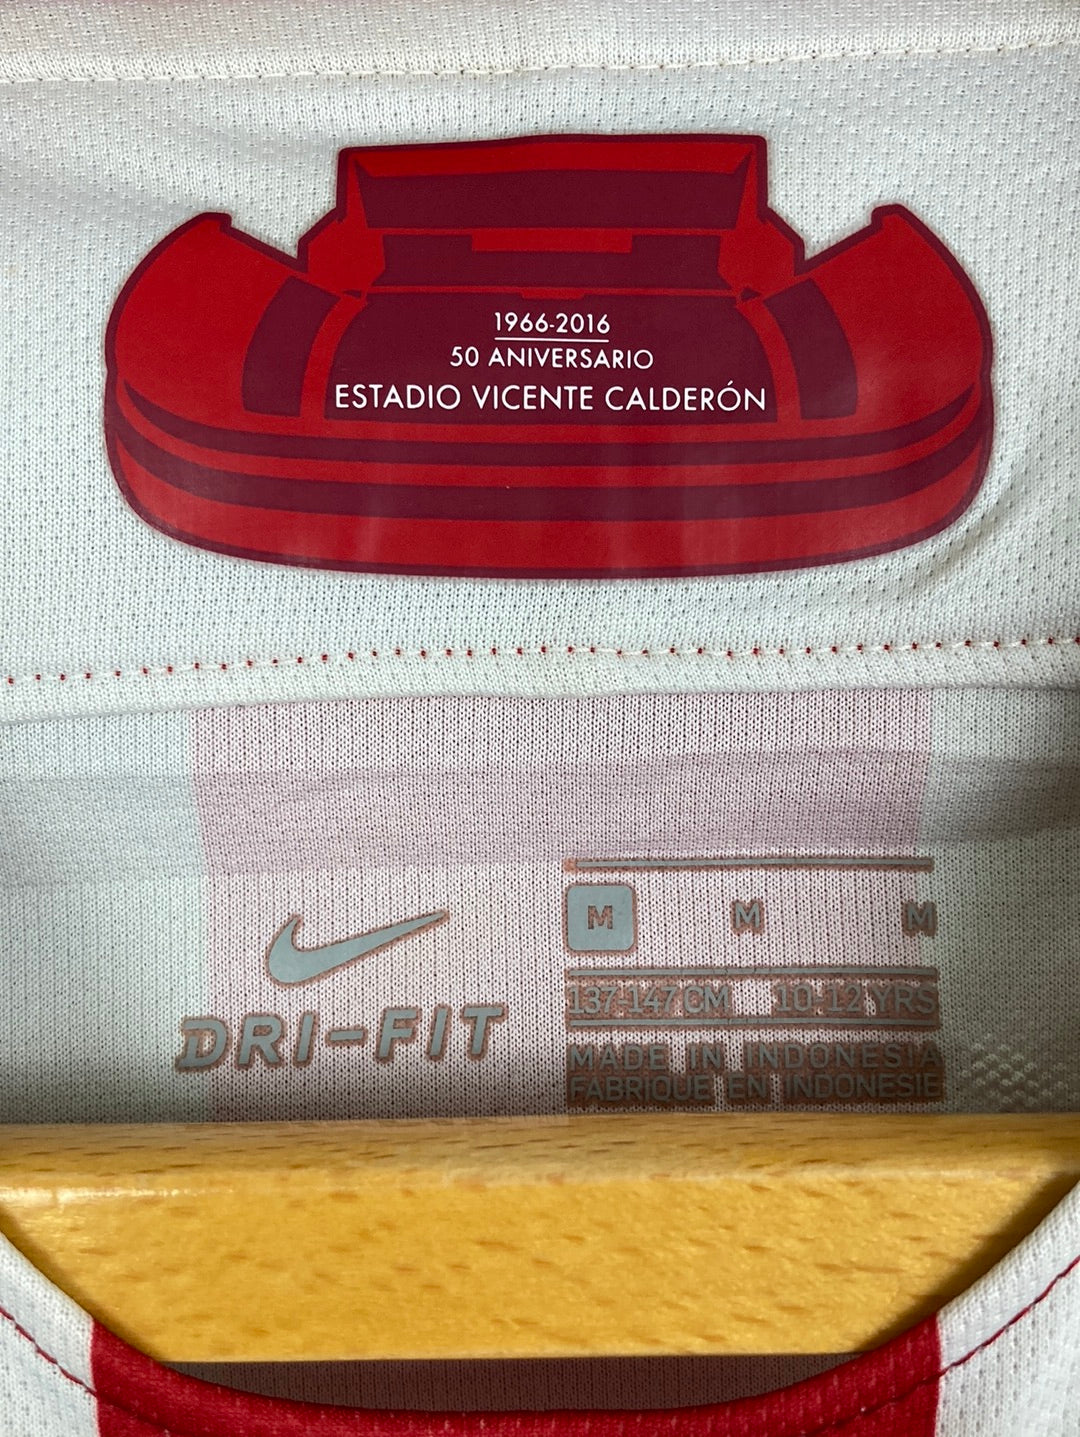 1966-2016
50 ANIVERSARIO
ESTADIO VICENTE CALDERÓN
M M M
137-147 CM 10-12 YRS
DRI-FIT
MADE IN INDONESIA
FABRIQUE EN INDONESIE